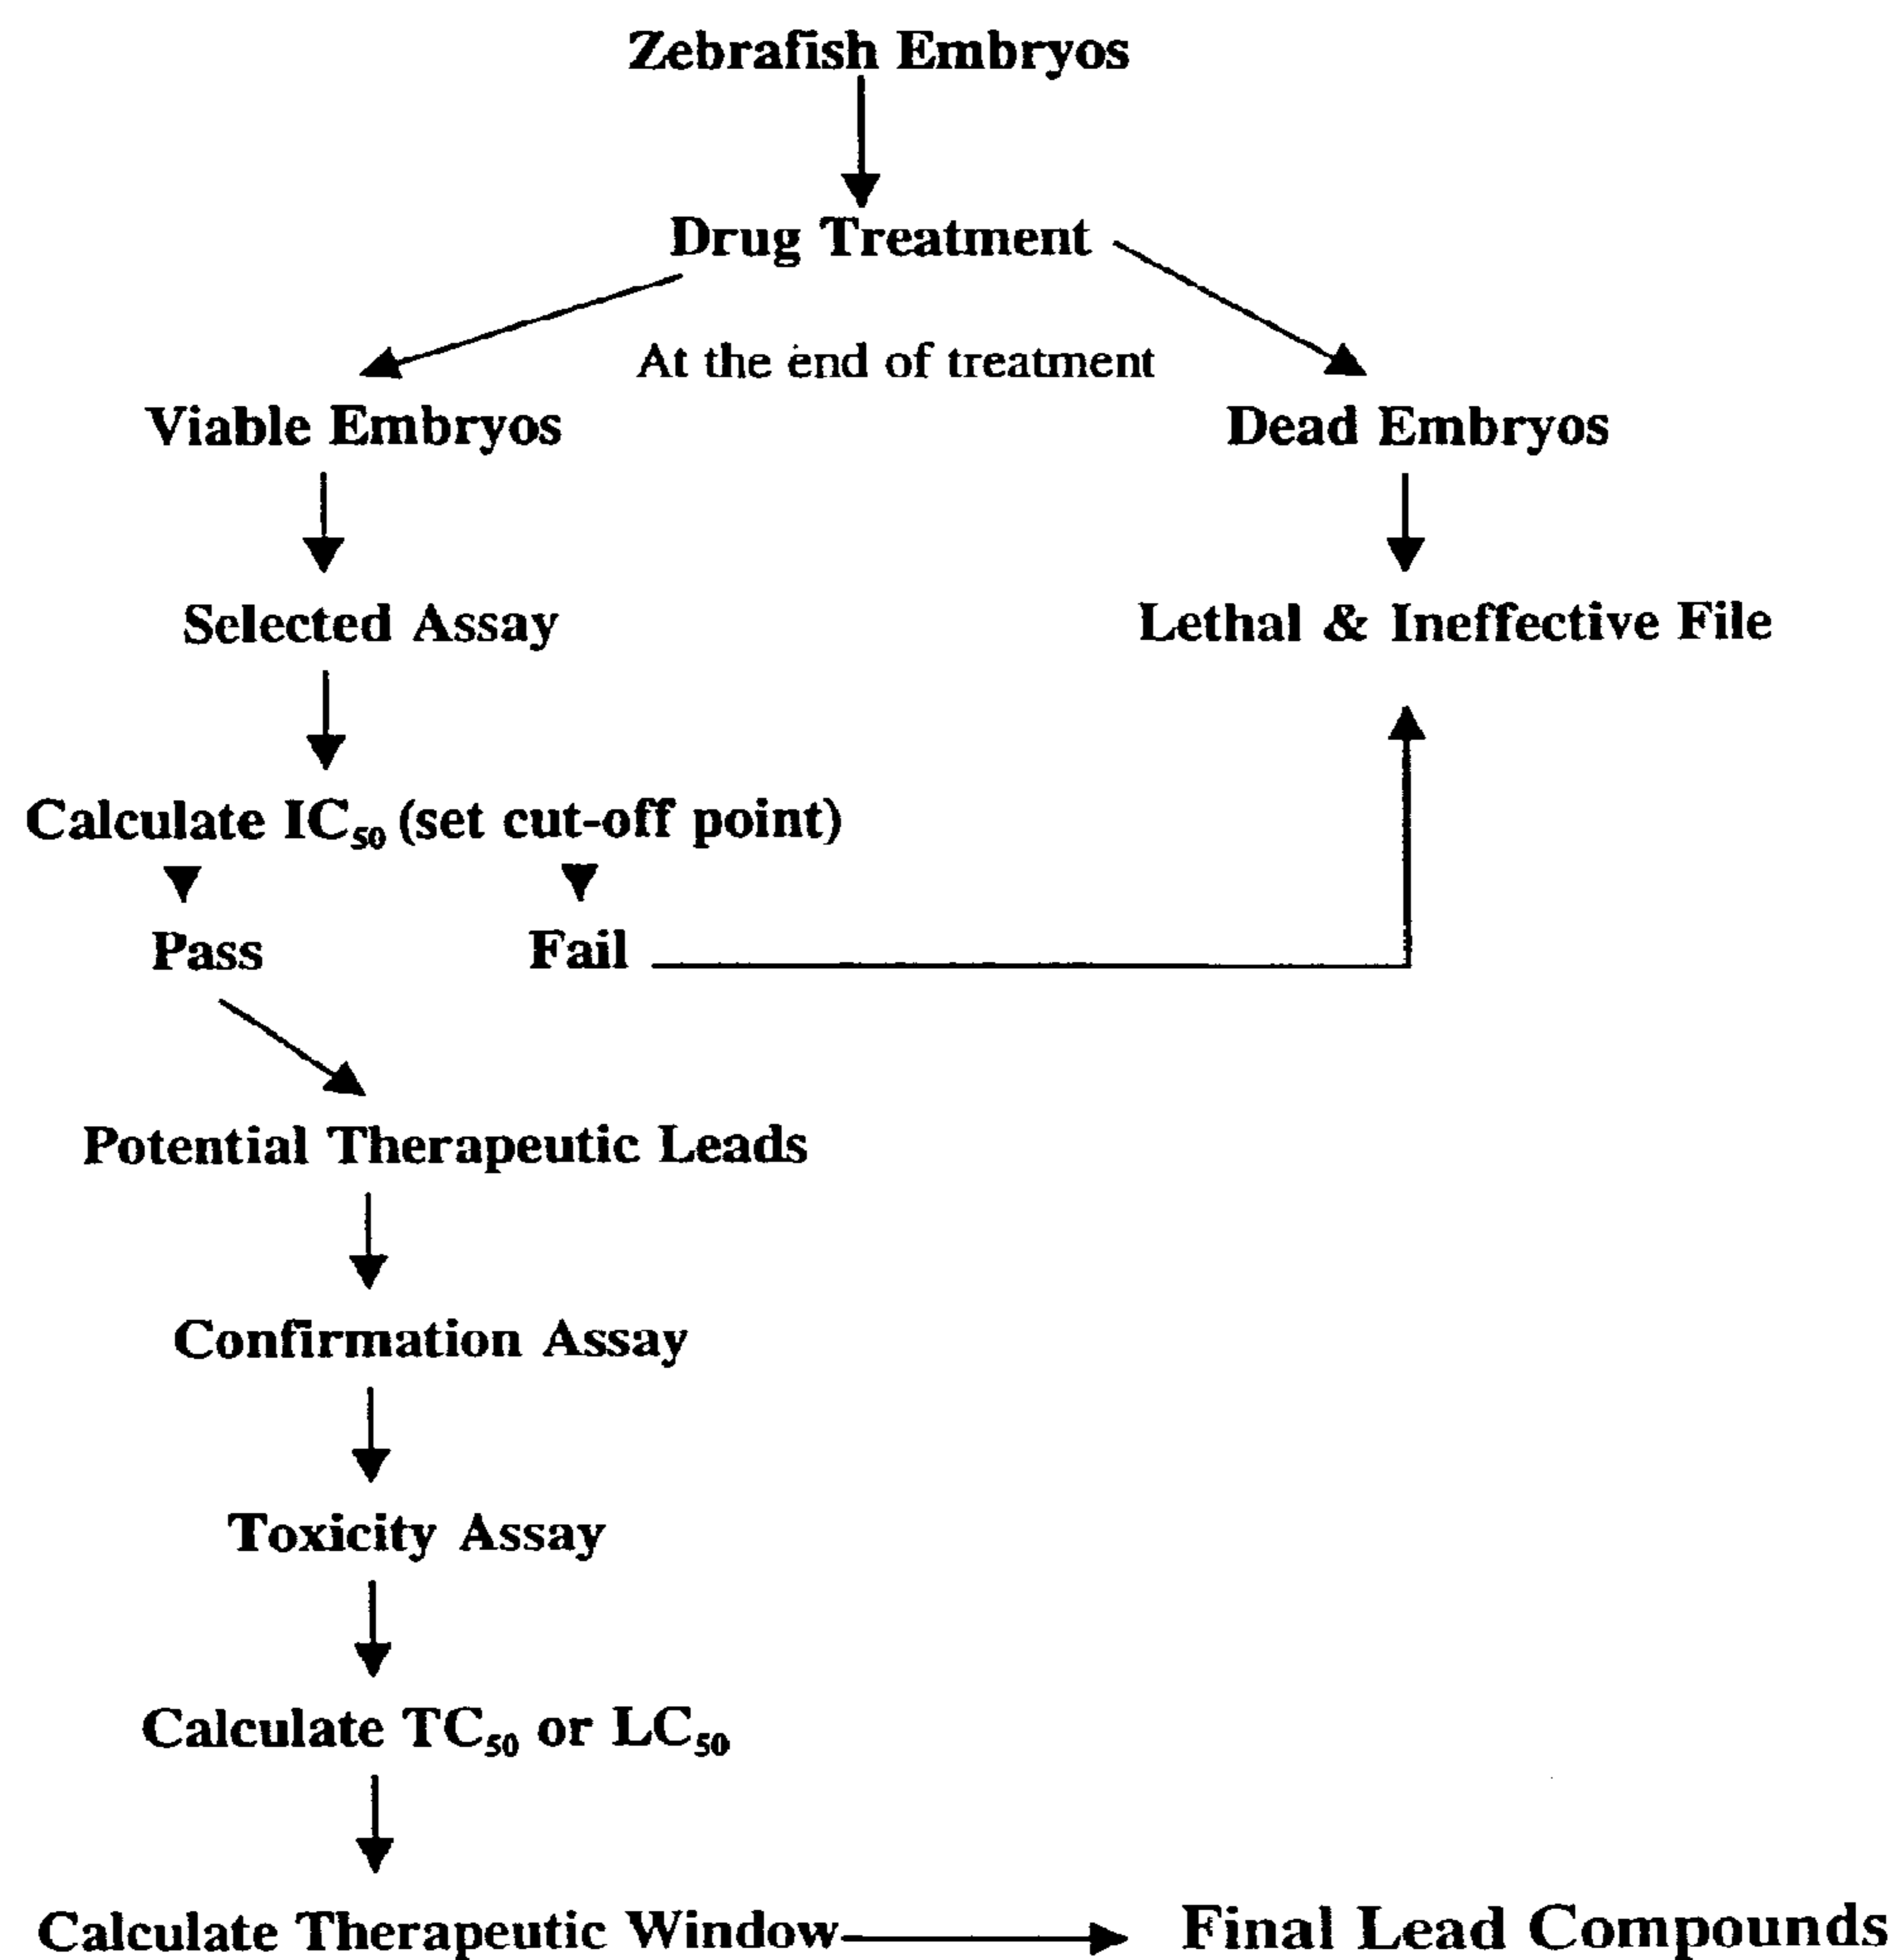 Zebrafish Embryos
Drug Treatment
At the end of treatment
Viable Embryos
Dead Embryos
Selected Assay
Lethal & Ineffective File
Calculate IC₅₀ (set cut-off point)
Pass
Fail
Potential Therapeutic Leads
Confirmation Assay
Toxicity Assay
Calculate TC₅₀ or LC₅₀
Calculate Therapeutic Window
Final Lead Compounds